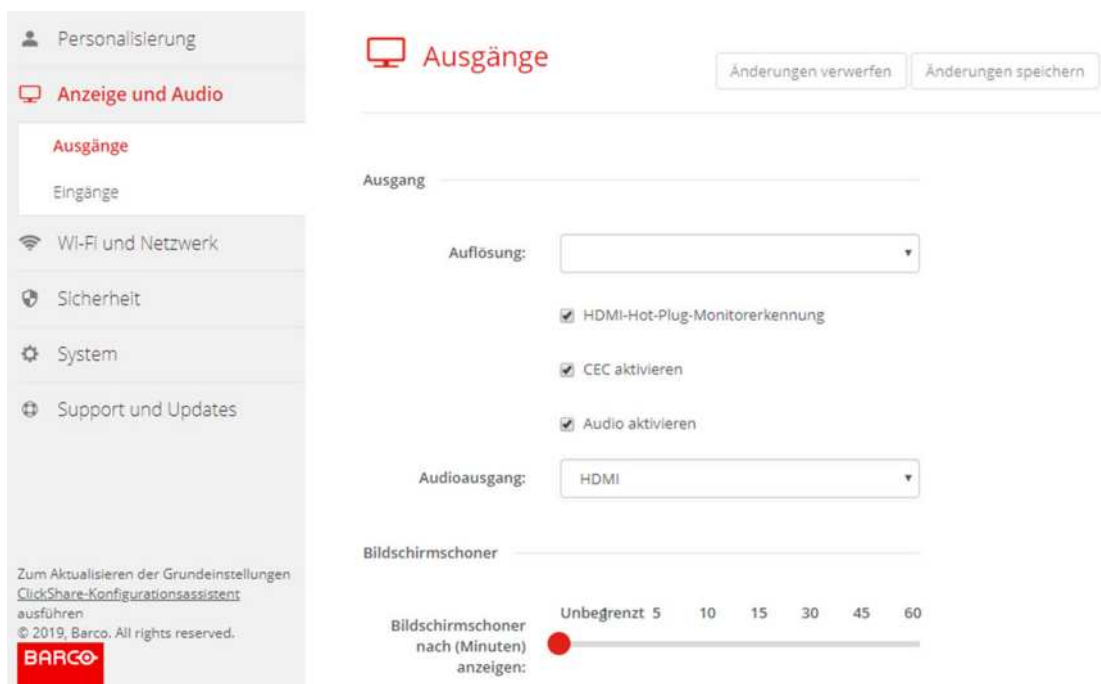 Personalisierung
Anzeige und Audio
Ausgänge
Eingänge
Wi-Fi und Netzwerk
Sicherheit
System
Support und Updates
Zum Aktualisieren der Grundeinstellungen
ClickShare-Konfigurationsassistent
ausführen
© 2019, Barco. All rights reserved.
BARCO
Ausgänge
Änderungen verwerfen
Änderungen speichern
Ausgang
Auflösung:
HDMI-Hot-Plug-Monitorerkennung
CEC aktivieren
Audio aktivieren
Audioausgang:
HDMI
Bildschirmschoner
Bildschirmschoner
nach (Minuten)
anzeigen:
Unbegrenzt 5 10 15 30 45 60